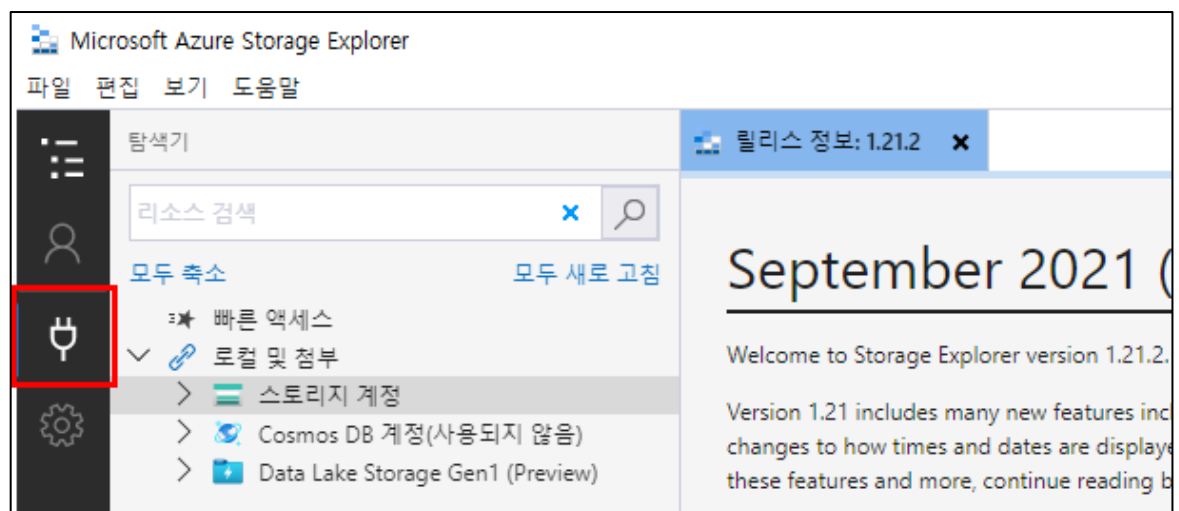 Microsoft Azure Storage Explorer
파일 편집 보기 도움말
탐색기
릴리스 정보: 1.21.2
리소스 검색
모두 축소 모두 새로 고침
September 2021 (
빠른 액세스
로컬 및 첨부
Welcome to Storage Explorer version 1.21.2.
스토리지 계정
Version 1.21 includes many new features incl
Cosmos DB 계정(사용되지 않음)
changes to how times and dates are displaye
Data Lake Storage Gen1 (Preview)
these features and more, continue reading b